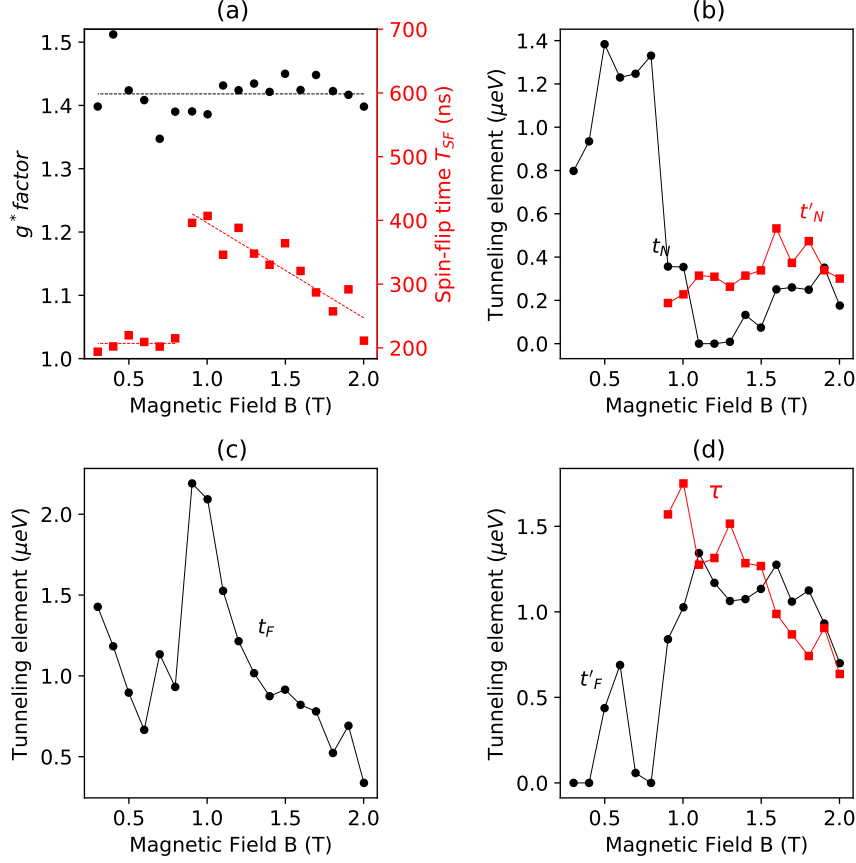 (a)
1.5
1.4
1.3
1.2
1.1
1.0
g* factor
700
600
500
400
300
200
Spin-flip time T_SF (ns)
0.5 1.0 1.5 2.0
Magnetic Field B (T)
(b)
1.4
1.2
1.0
0.8
0.6
0.4
0.2
0.0
Tunneling element (μeV)
t_N
t'_N
0.5 1.0 1.5 2.0
Magnetic Field B (T)
(c)
2.0
1.5
1.0
0.5
Tunneling element (μeV)
t_F
0.5 1.0 1.5 2.0
Magnetic Field B (T)
(d)
1.5
1.0
0.5
0.0
Tunneling element (μeV)
τ
t'_F
0.5 1.0 1.5 2.0
Magnetic Field B (T)